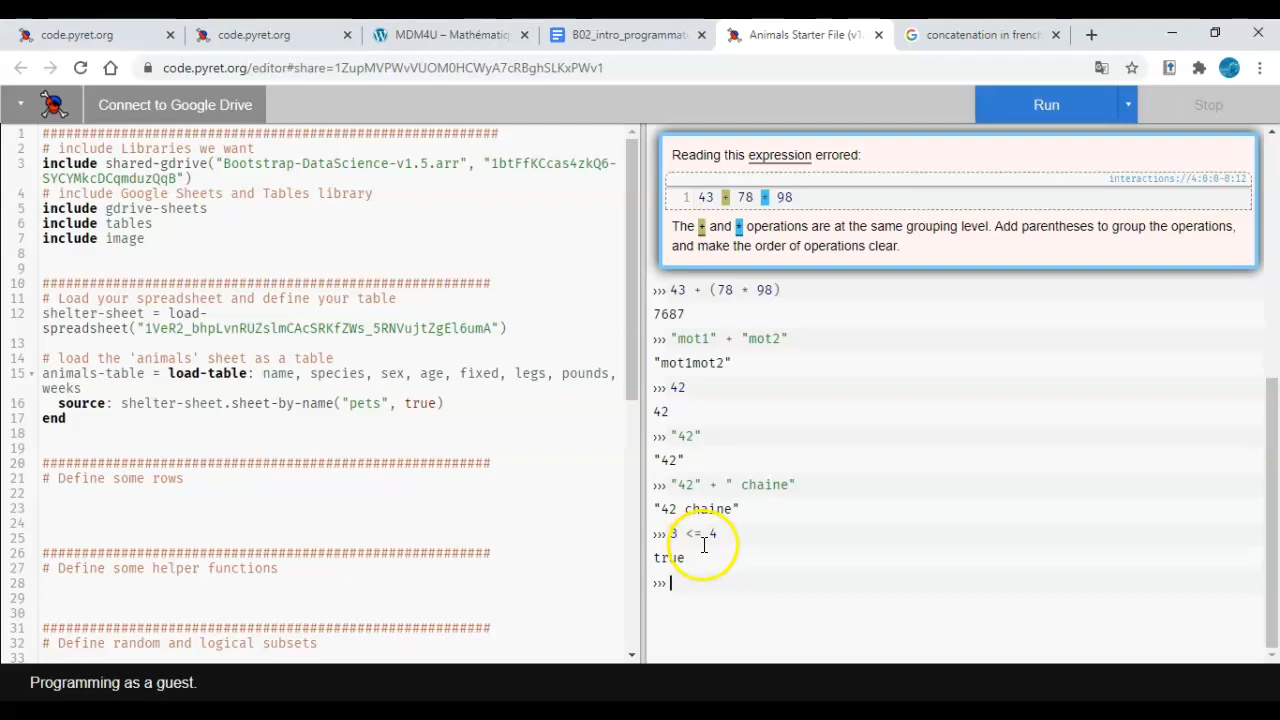 code.pyret.org
code.pyret.org
MDM4U – Mathématiq
B02_intro_programmat
Animals Starter File (v1.
concatenation in french
code.pyret.org/editor#share=1ZupMVPWvVUOM0HCWyA7cRBghSLKxPWv1
Connect to Google Drive
Run
Stop
1 ###########################################################
2 # include Libraries we want
3 include shared-gdrive("Bootstrap-DataScience-v1.5.arr", "1btFfKCcas4zkQ6-
SYCYMkcDCqmduzQqB")
4 # include Google Sheets and Tables library
5 include gdrive-sheets
6 include tables
7 include image
8
9
10 ##########################################################
11 # Load your spreadsheet and define your table
12 shelter-sheet = load-
spreadsheet("1VeR2_bhpLvnRUZslmCAcSRKfZWs_5RNVujtZgEl6umA")
13
14 # load the 'animals' sheet as a table
15 animals-table = load-table: name, species, sex, age, fixed, legs, pounds,
weeks
16 source: shelter-sheet.sheet-by-name("pets", true)
17 end
18
19
20 ##########################################################
21 # Define some rows
22
23
24
25
26 ##########################################################
27 # Define some helper functions
28
29
30
31 ##########################################################
32 # Define random and logical subsets
33
Reading this expression errored:
interactions://4:0:0-0:12
1 43 + 78 * 98
The + and * operations are at the same grouping level. Add parentheses to group the operations,
and make the order of operations clear.
››› 43 + (78 * 98)
7687
››› "mot1" + "mot2"
"mot1mot2"
››› 42
42
››› "42"
"42"
››› "42" + " chaine"
"42 chaine"
››› 3 <= 4
true
›››
Programming as a guest.